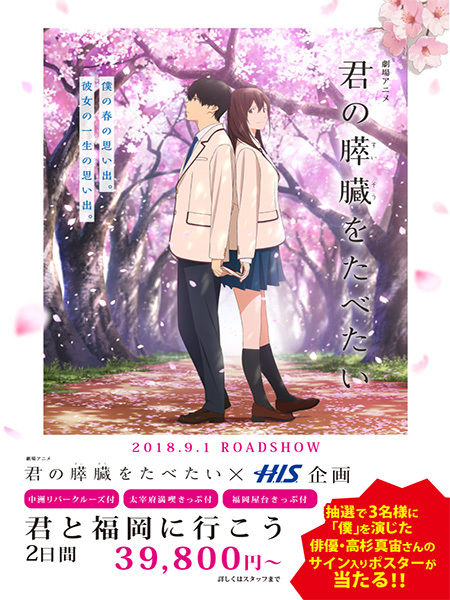 劇場アニメ
君の膵臓をたべたい
すいぞう
僕の春の思い出。
彼女の一生の思い出。
2018.9.1 ROADSHOW
劇場アニメ
君の膵臓をたべたい×H.I.S.企画
中洲リバークルーズ付
太宰府満喫きっぷ付
福岡屋台きっぷ付
君と福岡に行こう
2日間 39,800円〜
詳しくはスタッフまで
抽選で3名様に
「僕」を演じた
俳優・高杉真宙さんの
サイン入りポスターが
当たる!!